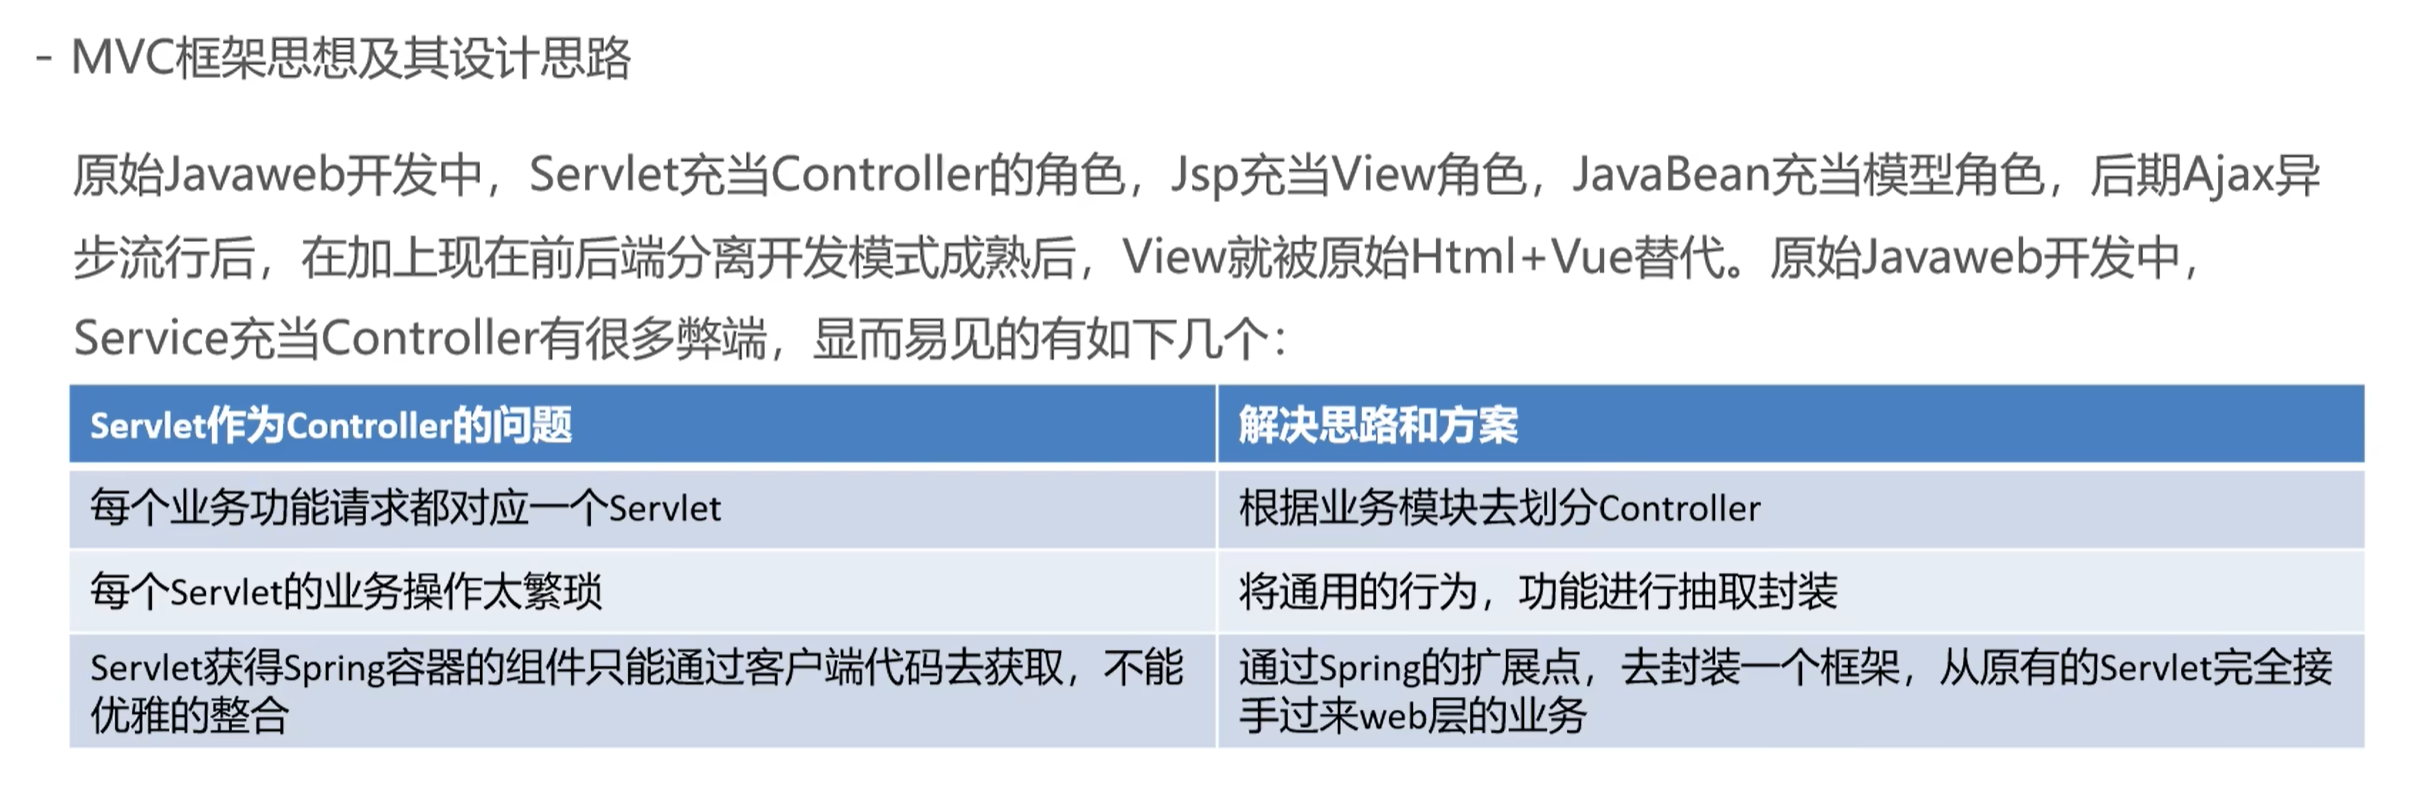 - MVC框架思想及其设计思路
原始Javaweb开发中，Servlet充当Controller的角色，Jsp充当View角色，JavaBean充当模型角色，后期Ajax异
步流行后，在加上现在前后端分离开发模式成熟后，View就被原始Html+Vue替代。原始Javaweb开发中，
Service充当Controller有很多弊端，显而易见的有如下几个：
Servlet作为Controller的问题
解决思路和方案
每个业务功能请求都对应一个Servlet
根据业务模块去划分Controller
每个Servlet的业务操作太繁琐
将通用的行为，功能进行抽取封装
Servlet获得Spring容器的组件只能通过客户端代码去获取，不能
优雅的整合
通过Spring的扩展点，去封装一个框架，从原有的Servlet完全接
手过来web层的业务